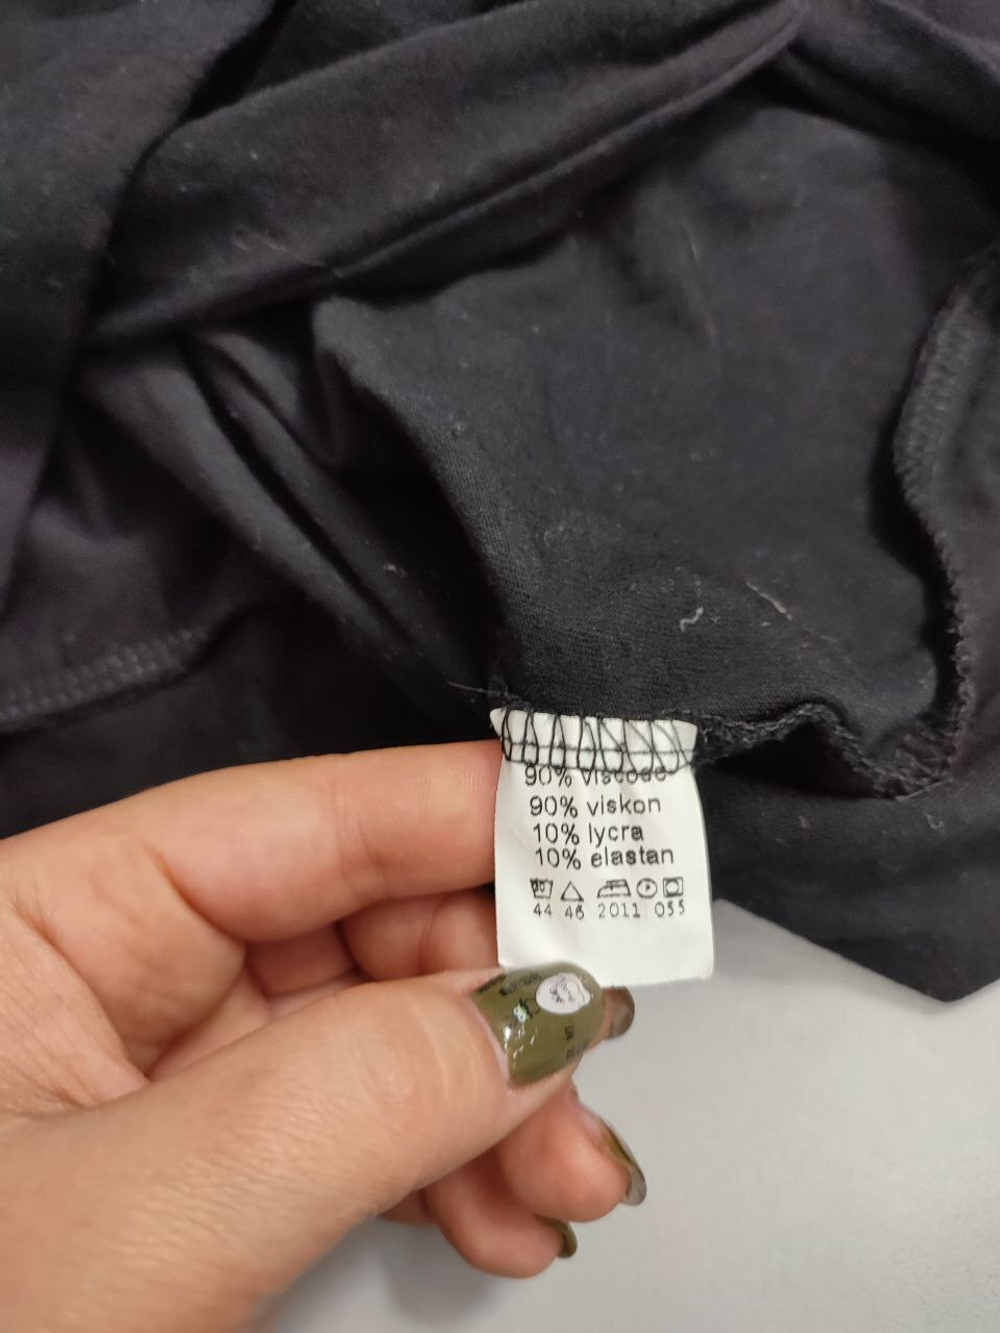 90% viscose
90% viskon
10% lycra
10% elastan
44 46 2011 055